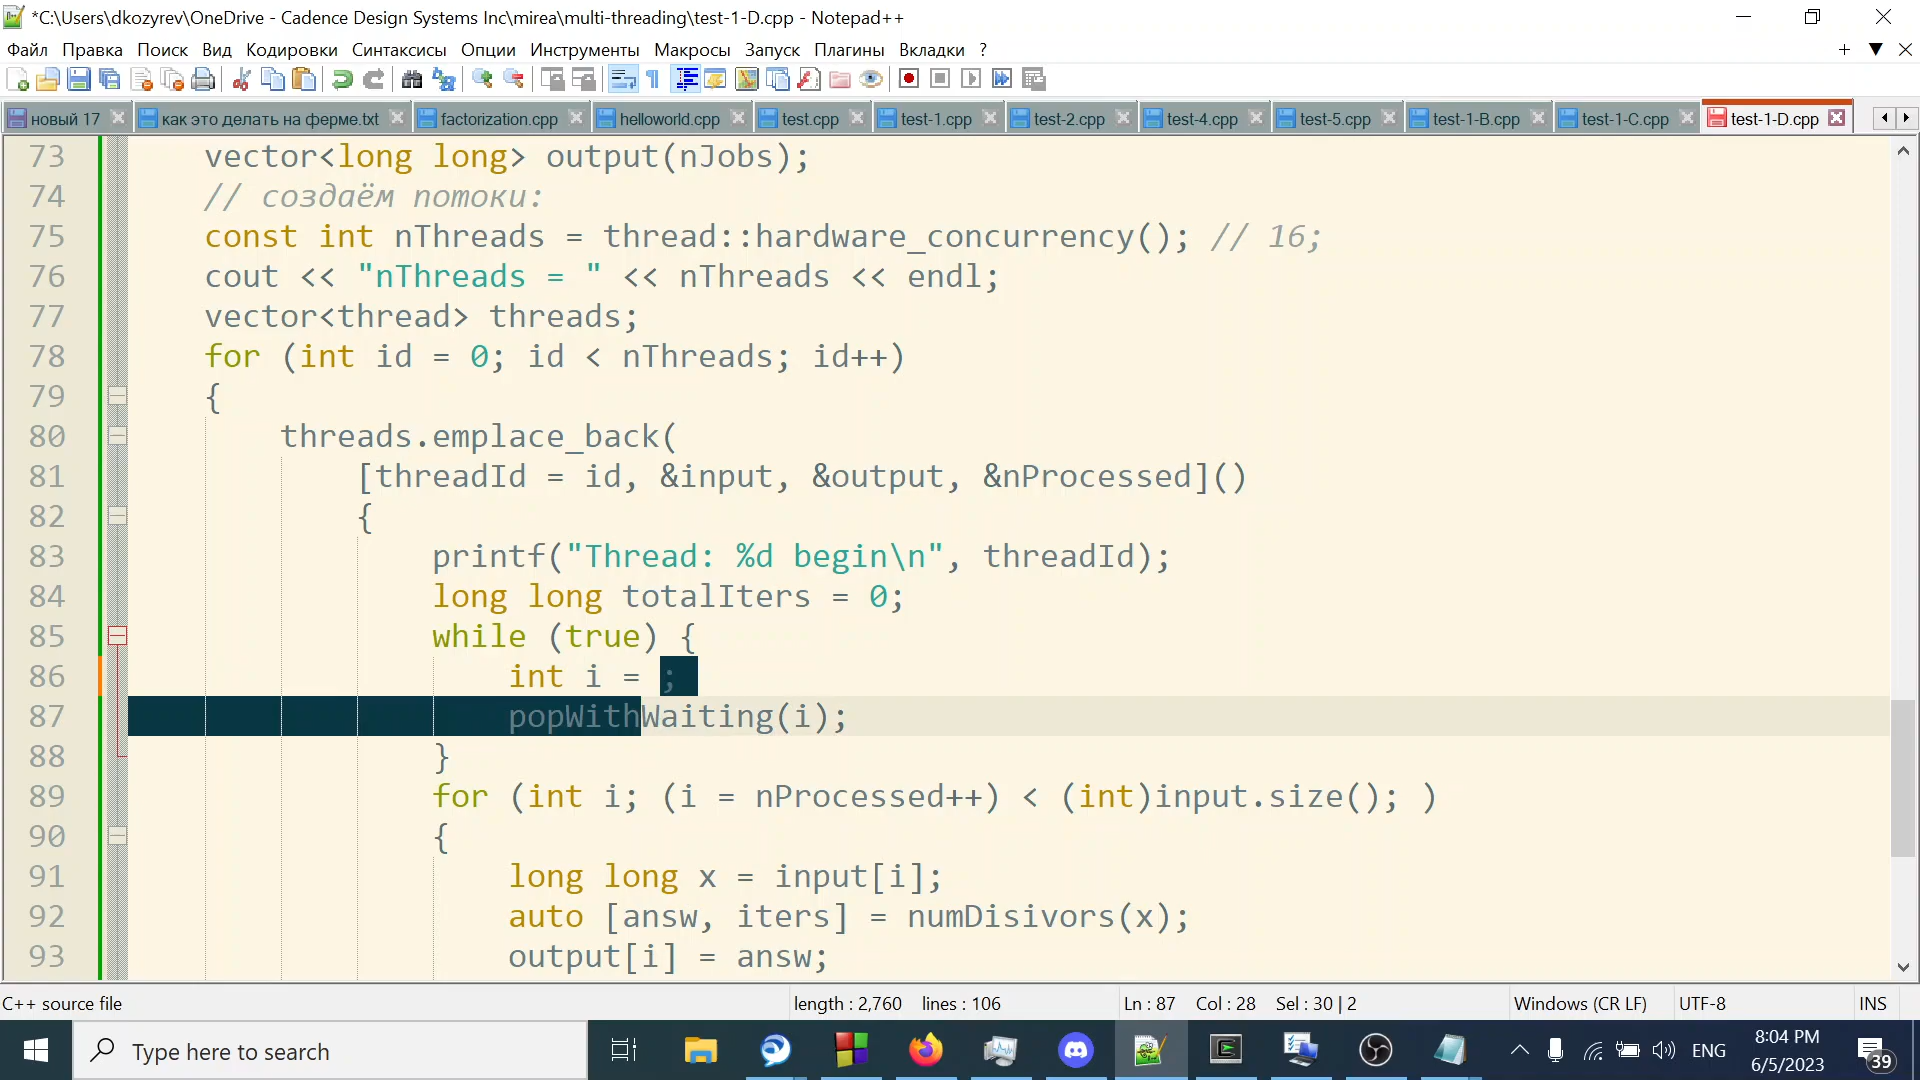 *C:\Users\dkozyrev\OneDrive - Cadence Design Systems Inc\mirea\multi-threading\test-1-D.cpp - Notepad++
Файл Правка Поиск Вид Кодировки Синтаксисы Опции Инструменты Макросы Запуск Плагины Вкладки ?
новый 17 как это делать на ферме.txt factorization.cpp helloworld.cpp test.cpp test-1.cpp test-2.cpp test-4.cpp test-5.cpp test-1-B.cpp test-1-C.cpp test-1-D.cpp
73 vector<long long> output(nJobs);
74 // создаём потоки:
75 const int nThreads = thread::hardware_concurrency(); // 16;
76 cout << "nThreads = " << nThreads << endl;
77 vector<thread> threads;
78 for (int id = 0; id < nThreads; id++)
79 {
80 threads.emplace_back(
81 [threadId = id, &input, &output, &nProcessed]()
82 {
83 printf("Thread: %d begin\n", threadId);
84 long long totalIters = 0;
85 while (true) {
86 int i = ;
87 popWithWaiting(i);
88 }
89 for (int i; (i = nProcessed++) < (int)input.size(); )
90 {
91 long long x = input[i];
92 auto [answ, iters] = numDisivors(x);
93 output[i] = answ;
C++ source file length : 2,760 lines : 106 Ln : 87 Col : 28 Sel : 30 | 2 Windows (CR LF) UTF-8 INS
Type here to search ENG 8:04 PM
6/5/2023 39